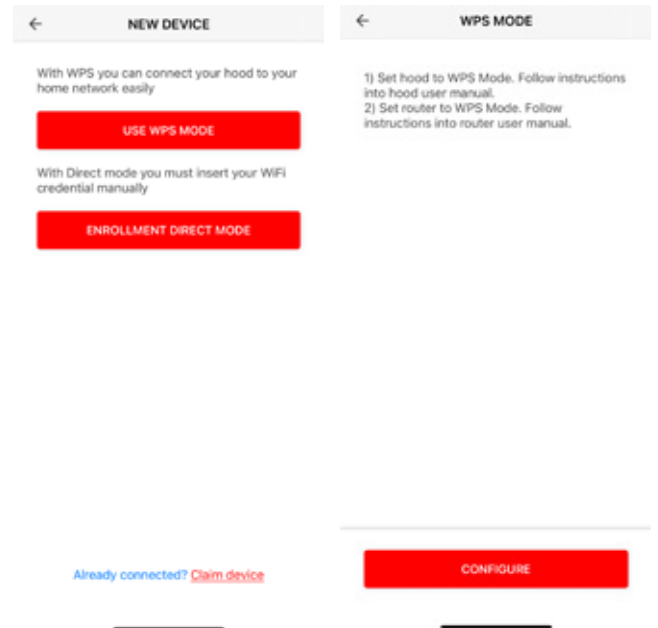 NEW DEVICE
With WPS you can connect your hood to your
home network easily
USE WPS MODE
With Direct mode you must insert your WiFi
credential manually
ENROLLMENT DIRECT MODE
Already connected? Claim device
WPS MODE
1) Set hood to WPS Mode. Follow instructions
into hood user manual.
2) Set router to WPS Mode. Follow
instructions into router user manual.
CONFIGURE